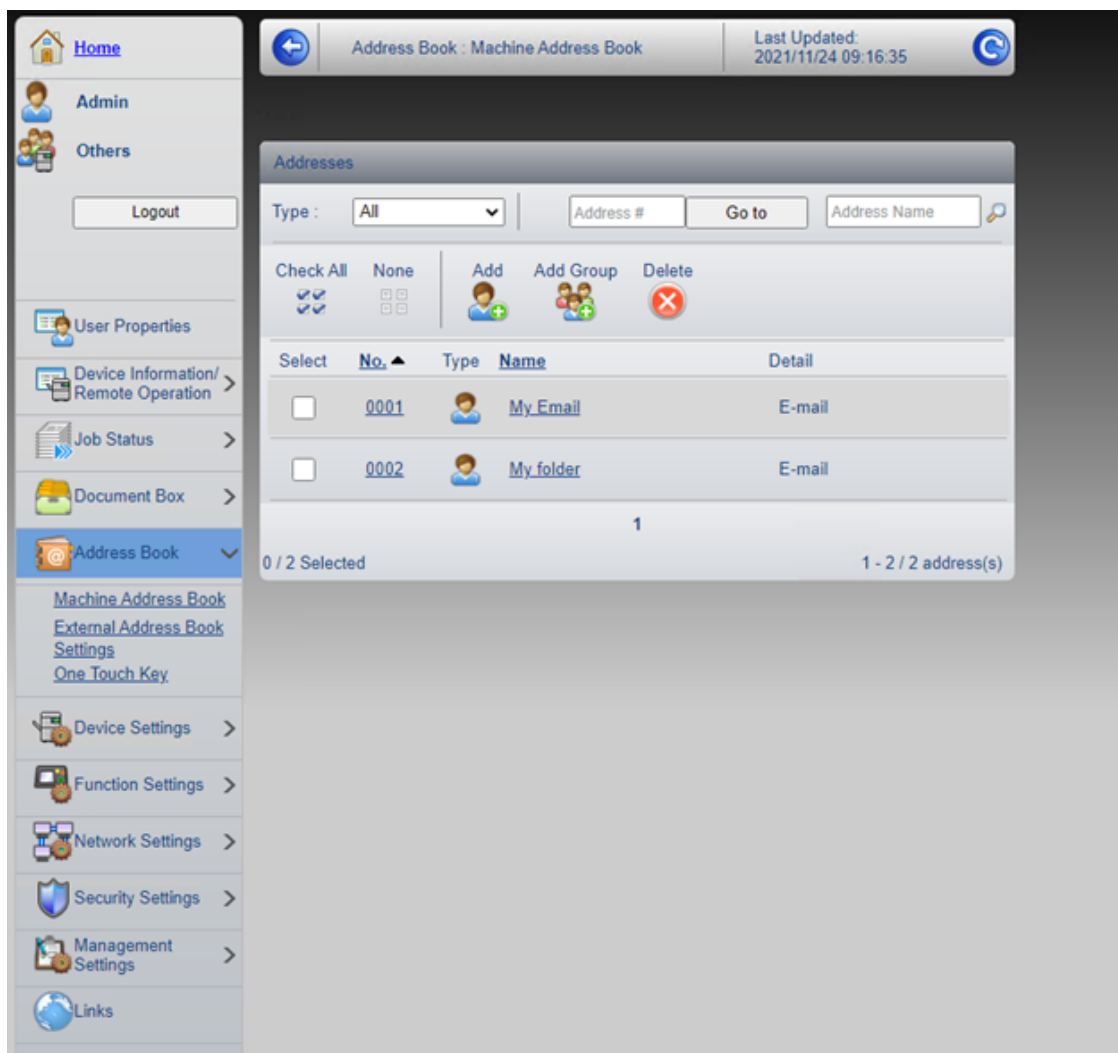 Home
Admin
Others
Logout
User Properties
Device Information/
Remote Operation
Job Status
Document Box
Address Book
Machine Address Book
External Address Book
Settings
One Touch Key
Device Settings
Function Settings
Network Settings
Security Settings
Management
Settings
Links
Address Book : Machine Address Book
Last Updated:
2021/11/24 09:16:35
Addresses
Type : All Address # Go to Address Name
Check All None Add Add Group Delete
Select No. Type Name Detail
0001 My Email E-mail
0002 My folder E-mail
1
0 / 2 Selected 1 - 2 / 2 address(s)